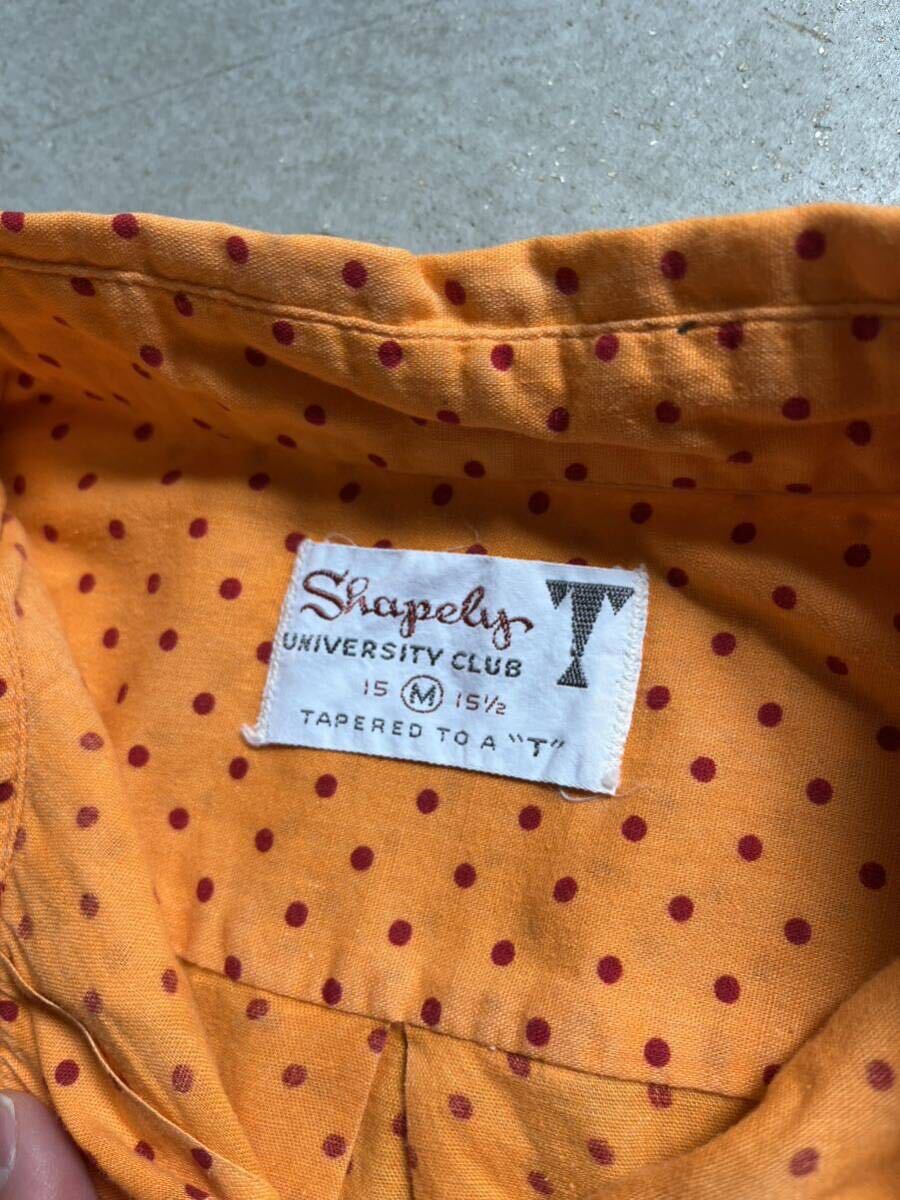 Shapely T
UNIVERSITY CLUB
15 M 15½
TAPERED TO A "T"